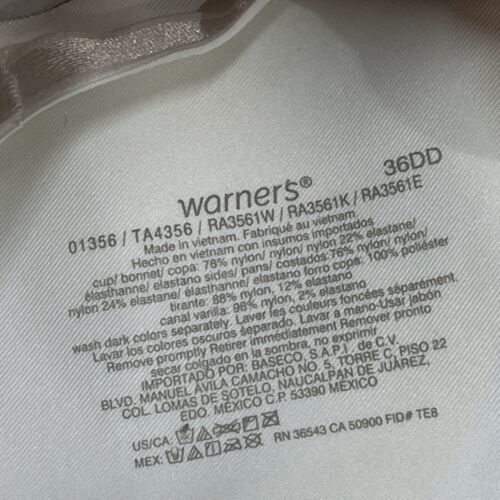 36DD
warner's®
01356 / TA4356 / RA3561W / RA3561K / RA3561E
Made in vietnam. Fabriqué au vietnam.
Hecho en vietnam con insumos importados
cup/ bonnet/ copa: 78% nylon/ nylon/ nylon 22% elastane/
élasthanne/ elastano sides/ pans/ costados:76% nylon/ nylon/
nylon 24% elastane/ élasthanne/ elastano forro copa: 100% poliéster
tirante: 88% nylon, 12% elastano
canal varilla: 98% nylon, 2% elastano
wash dark colors separately. Laver les couleurs foncées séparément.
Lavar los colores oscuros separado. Lavar a mano-Usar jabón
Remove promptly Retirer immédiatement Remover pronto
secar colgado en la sombra, no exprimir
IMPORTADO POR: BASECO, S.A.P.I. de C.V.
BLVD. MANUEL ÁVILA CAMACHO NO. 5, TORRE C, PISO 22
COL. LOMAS DE SOTELO, NAUCALPAN DE JUÁREZ,
EDO. MÉXICO C.P. 53390 MÉXICO
US/CA:
MEX: RN 36543 CA 50900 FID# TE8